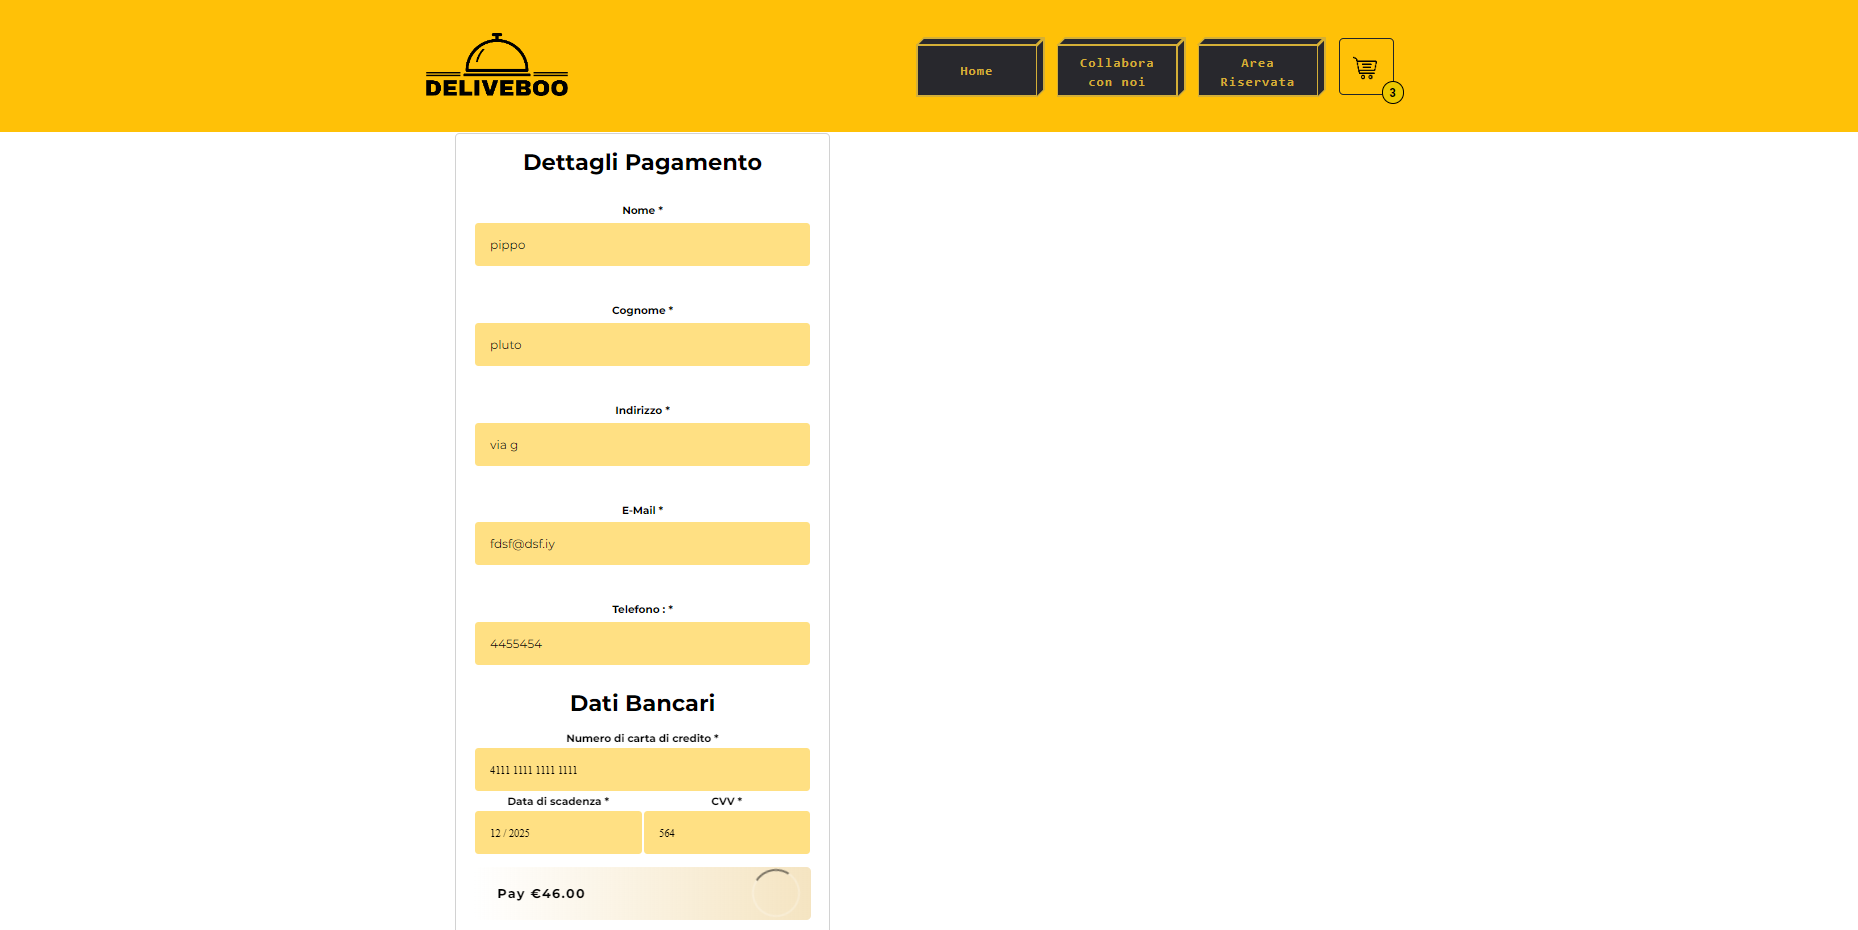 DELIVEBOO
Home
Collabora
con noi
Area
Riservata
3
Dettagli Pagamento
Nome *
pippo
Cognome *
pluto
Indirizzo *
via g
E-Mail *
fdsf@dsf.iy
Telefono : *
4455454
Dati Bancari
Numero di carta di credito *
4111 1111 1111 1111
Data di scadenza * CVV *
12 / 2025 564
Pay €46.00